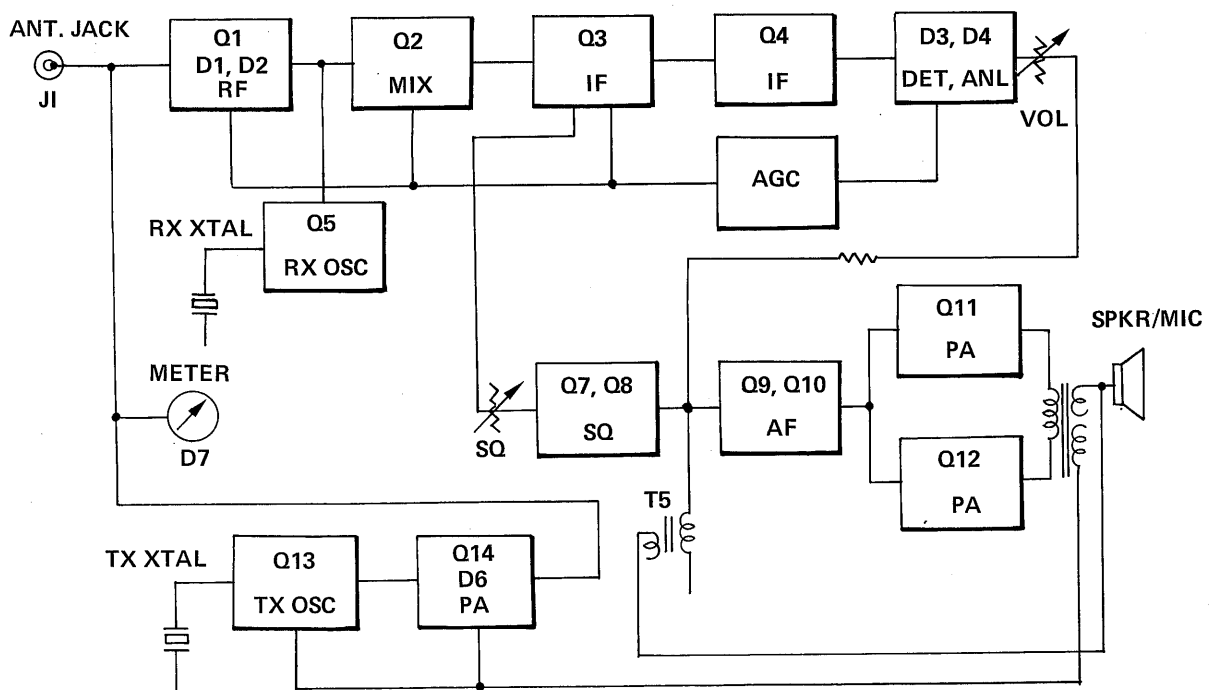 ANT. JACK
JI
Q1
D1, D2
RF
Q2
MIX
Q3
IF
Q4
IF
D3, D4
DET, ANL
VOL
AGC
RX XTAL
Q5
RX OSC
METER
D7
SQ
Q7, Q8
SQ
Q9, Q10
AF
Q11
PA
Q12
PA
SPKR/MIC
T5
TX XTAL
Q13
TX OSC
Q14
D6
PA